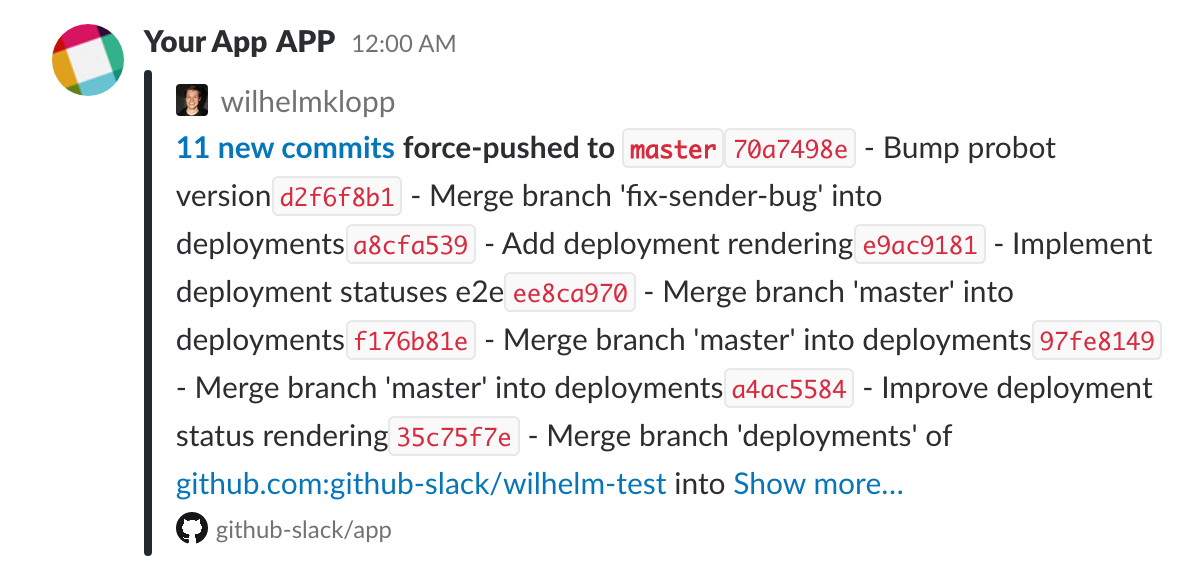 Your App APP 12:00 AM
wilhelmklopp
11 new commits force-pushed to master 70a7498e - Bump probot
version d2f6f8b1 - Merge branch 'fix-sender-bug' into
deployments a8cfa539 - Add deployment rendering e9ac9181 - Implement
deployment statuses e2e ee8ca970 - Merge branch 'master' into
deployments f176b81e - Merge branch 'master' into deployments 97fe8149
- Merge branch 'master' into deployments a4ac5584 - Improve deployment
status rendering 35c75f7e - Merge branch 'deployments' of
github.com:github-slack/wilhelm-test into Show more...
github-slack/app